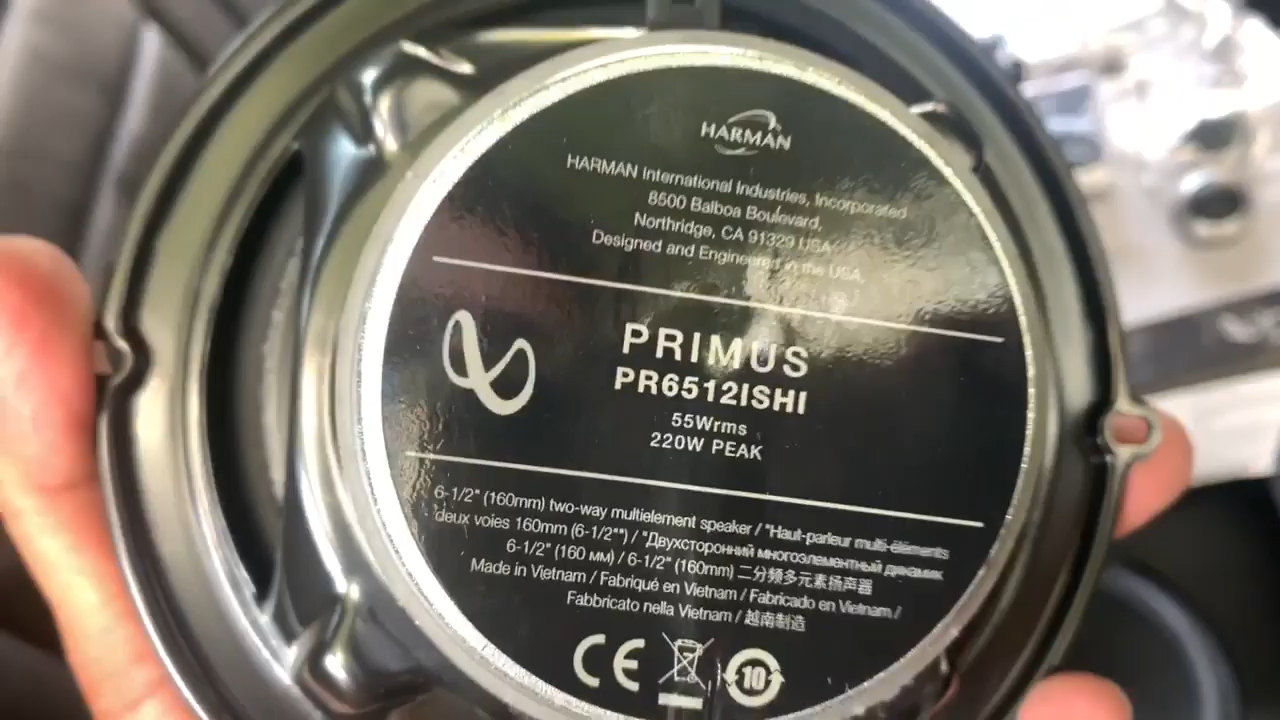 HARMAN
HARMAN International Industries, Incorporated
8500 Balboa Boulevard,
Northridge, CA 91329 USA
Designed and Engineered in the USA
PRIMUS
PR6512ISHI
55Wrms
220W PEAK
6-1/2" (160mm) two-way multielement speaker / "Haut-parleur multi-éléments
deux voies 160mm (6-1/2"") / "Двухсторонний многоэлементный динамик
6-1/2" (160 мм) / 6-1/2" (160mm) 二分频多元素扬声器
Made in Vietnam / Fabriqué en Vietnam / Fabricado en Vietnam /
Fabbricato nella Vietnam / 越南制造
CE 10